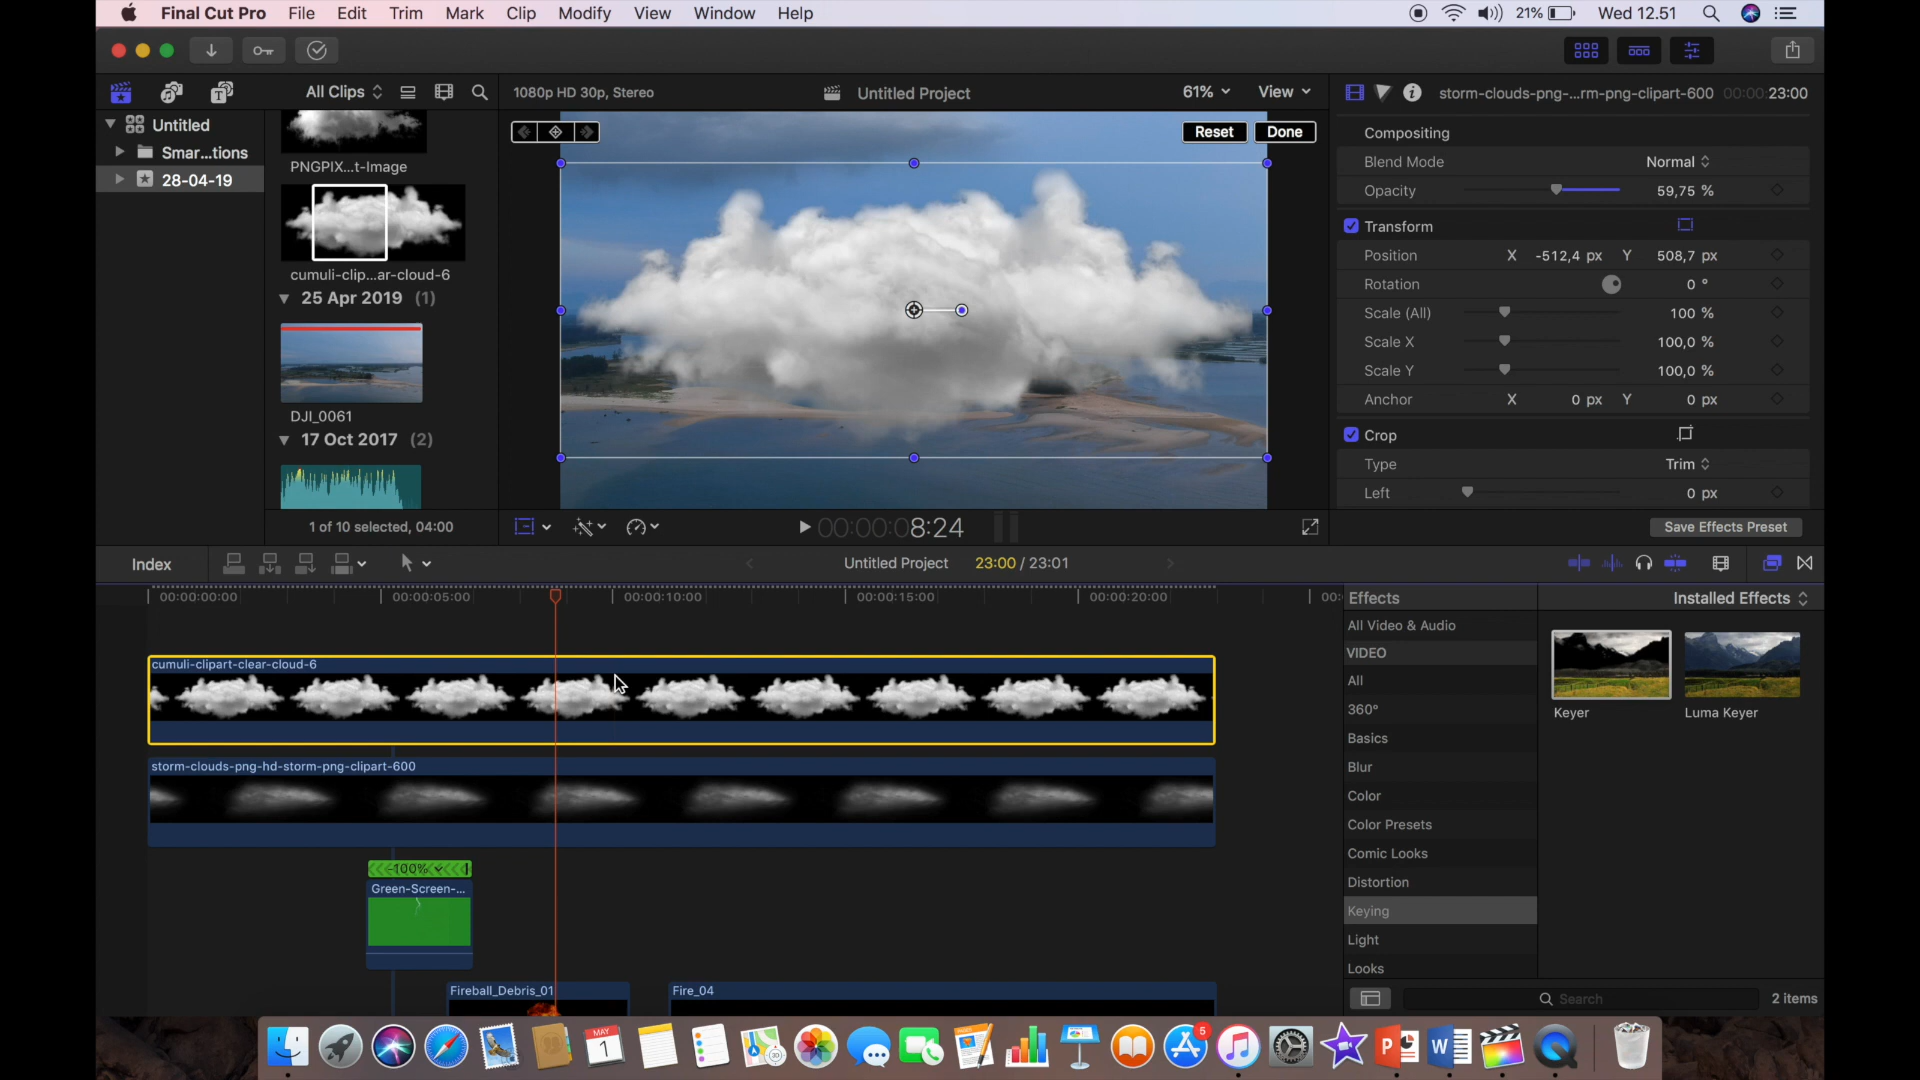 Final Cut Pro File Edit Trim Mark Clip Modify View Window Help 21% Wed 12.51
All Clips 1080p HD 30p, Stereo Untitled Project 61% View storm-clouds-png-...rm-png-clipart-600 00:00:23:00
Untitled
Smar...tions
28-04-19
PNGPIX...t-Image
cumuli-clip...ar-cloud-6
25 Apr 2019 (1)
DJI_0061
17 Oct 2017 (2)
1 of 10 selected, 04:00
Reset Done
00:00:08:24
Compositing
Blend Mode Normal
Opacity 59,75 %
Transform
Position X -512,4 px Y 508,7 px
Rotation 0 °
Scale (All) 100 %
Scale X 100,0 %
Scale Y 100,0 %
Anchor X 0 px Y 0 px
Crop
Type Trim
Left 0 px
Save Effects Preset
Index Untitled Project 23:00 / 23:01
00:00:00:00 00:00:05:00 00:00:10:00 00:00:15:00 00:00:20:00 00:
cumuli-clipart-clear-cloud-6
storm-clouds-png-hd-storm-png-clipart-600
-100%
Green-Screen-...
Fireball_Debris_01 Fire_04
Effects Installed Effects
All Video & Audio
VIDEO
All
360°
Basics
Blur
Color
Color Presets
Comic Looks
Distortion
Keying
Light
Looks
Keyer Luma Keyer
Search 2 items
MAY
1
3D
5
P
W